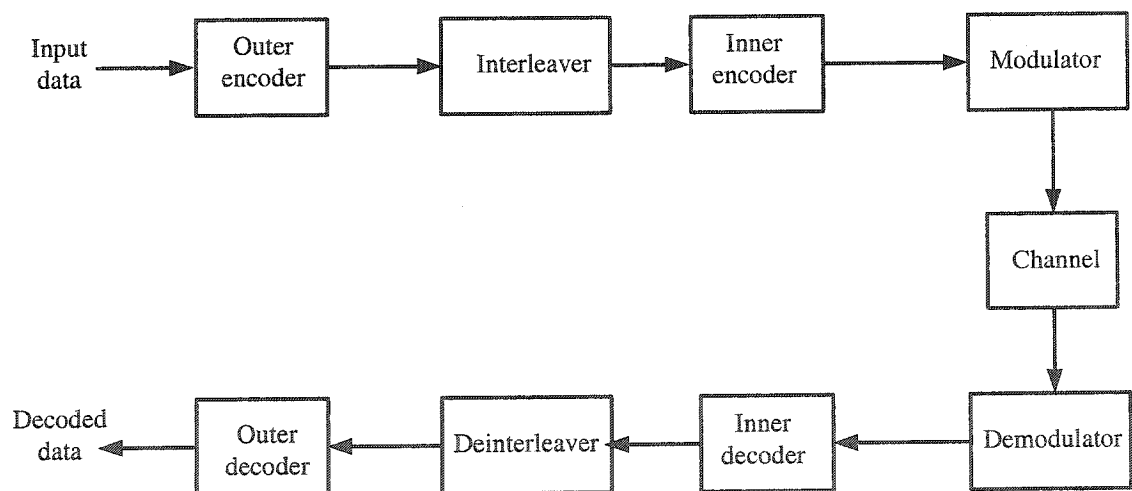 Input
data
Outer
encoder
Interleaver
Inner
encoder
Modulator
Channel
Decoded
data
Outer
decoder
Deinterleaver
Inner
decoder
Demodulator